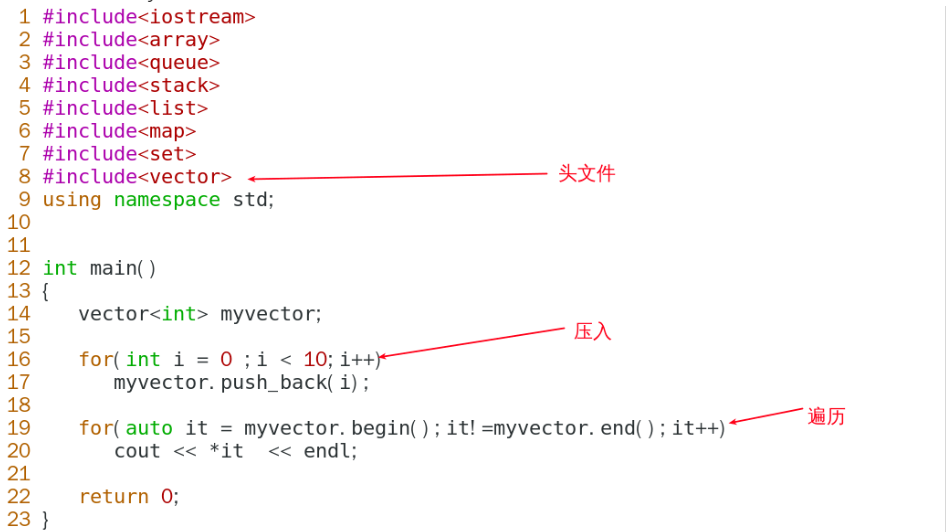 1 #include<iostream>
2 #include<array>
3 #include<queue>
4 #include<stack>
5 #include<list>
6 #include<map>
7 #include<set>
8 #include<vector> 头文件
9 using namespace std;
10
11
12 int main()
13 {
14    vector<int> myvector;
15 压入
16    for(int i = 0 ;i < 10;i++)
17       myvector.push_back(i);
18 遍历
19    for(auto it = myvector.begin();it!=myvector.end();it++)
20       cout << *it  << endl;
21
22    return 0;
23 }